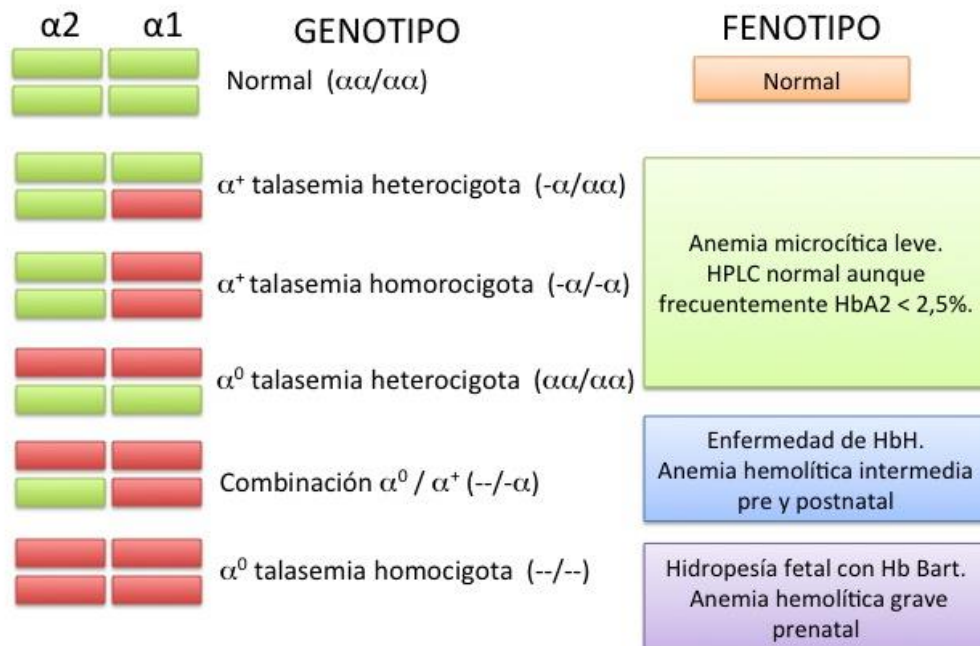 α2 α1 GENOTIPO FENOTIPO
Normal (αα/αα)
Normal
α⁺ talasemia heterocigota (-α/αα)
α⁺ talasemia homorocigota (-α/-α)
α⁰ talasemia heterocigota (αα/αα)
Anemia microcítica leve.
HPLC normal aunque
frecuentemente HbA2 < 2,5%.
Combinación α⁰ / α⁺ (--/-α)
Enfermedad de HbH.
Anemia hemolítica intermedia
pre y postnatal
α⁰ talasemia homocigota (--/--)
Hidropesía fetal con Hb Bart.
Anemia hemolítica grave
prenatal